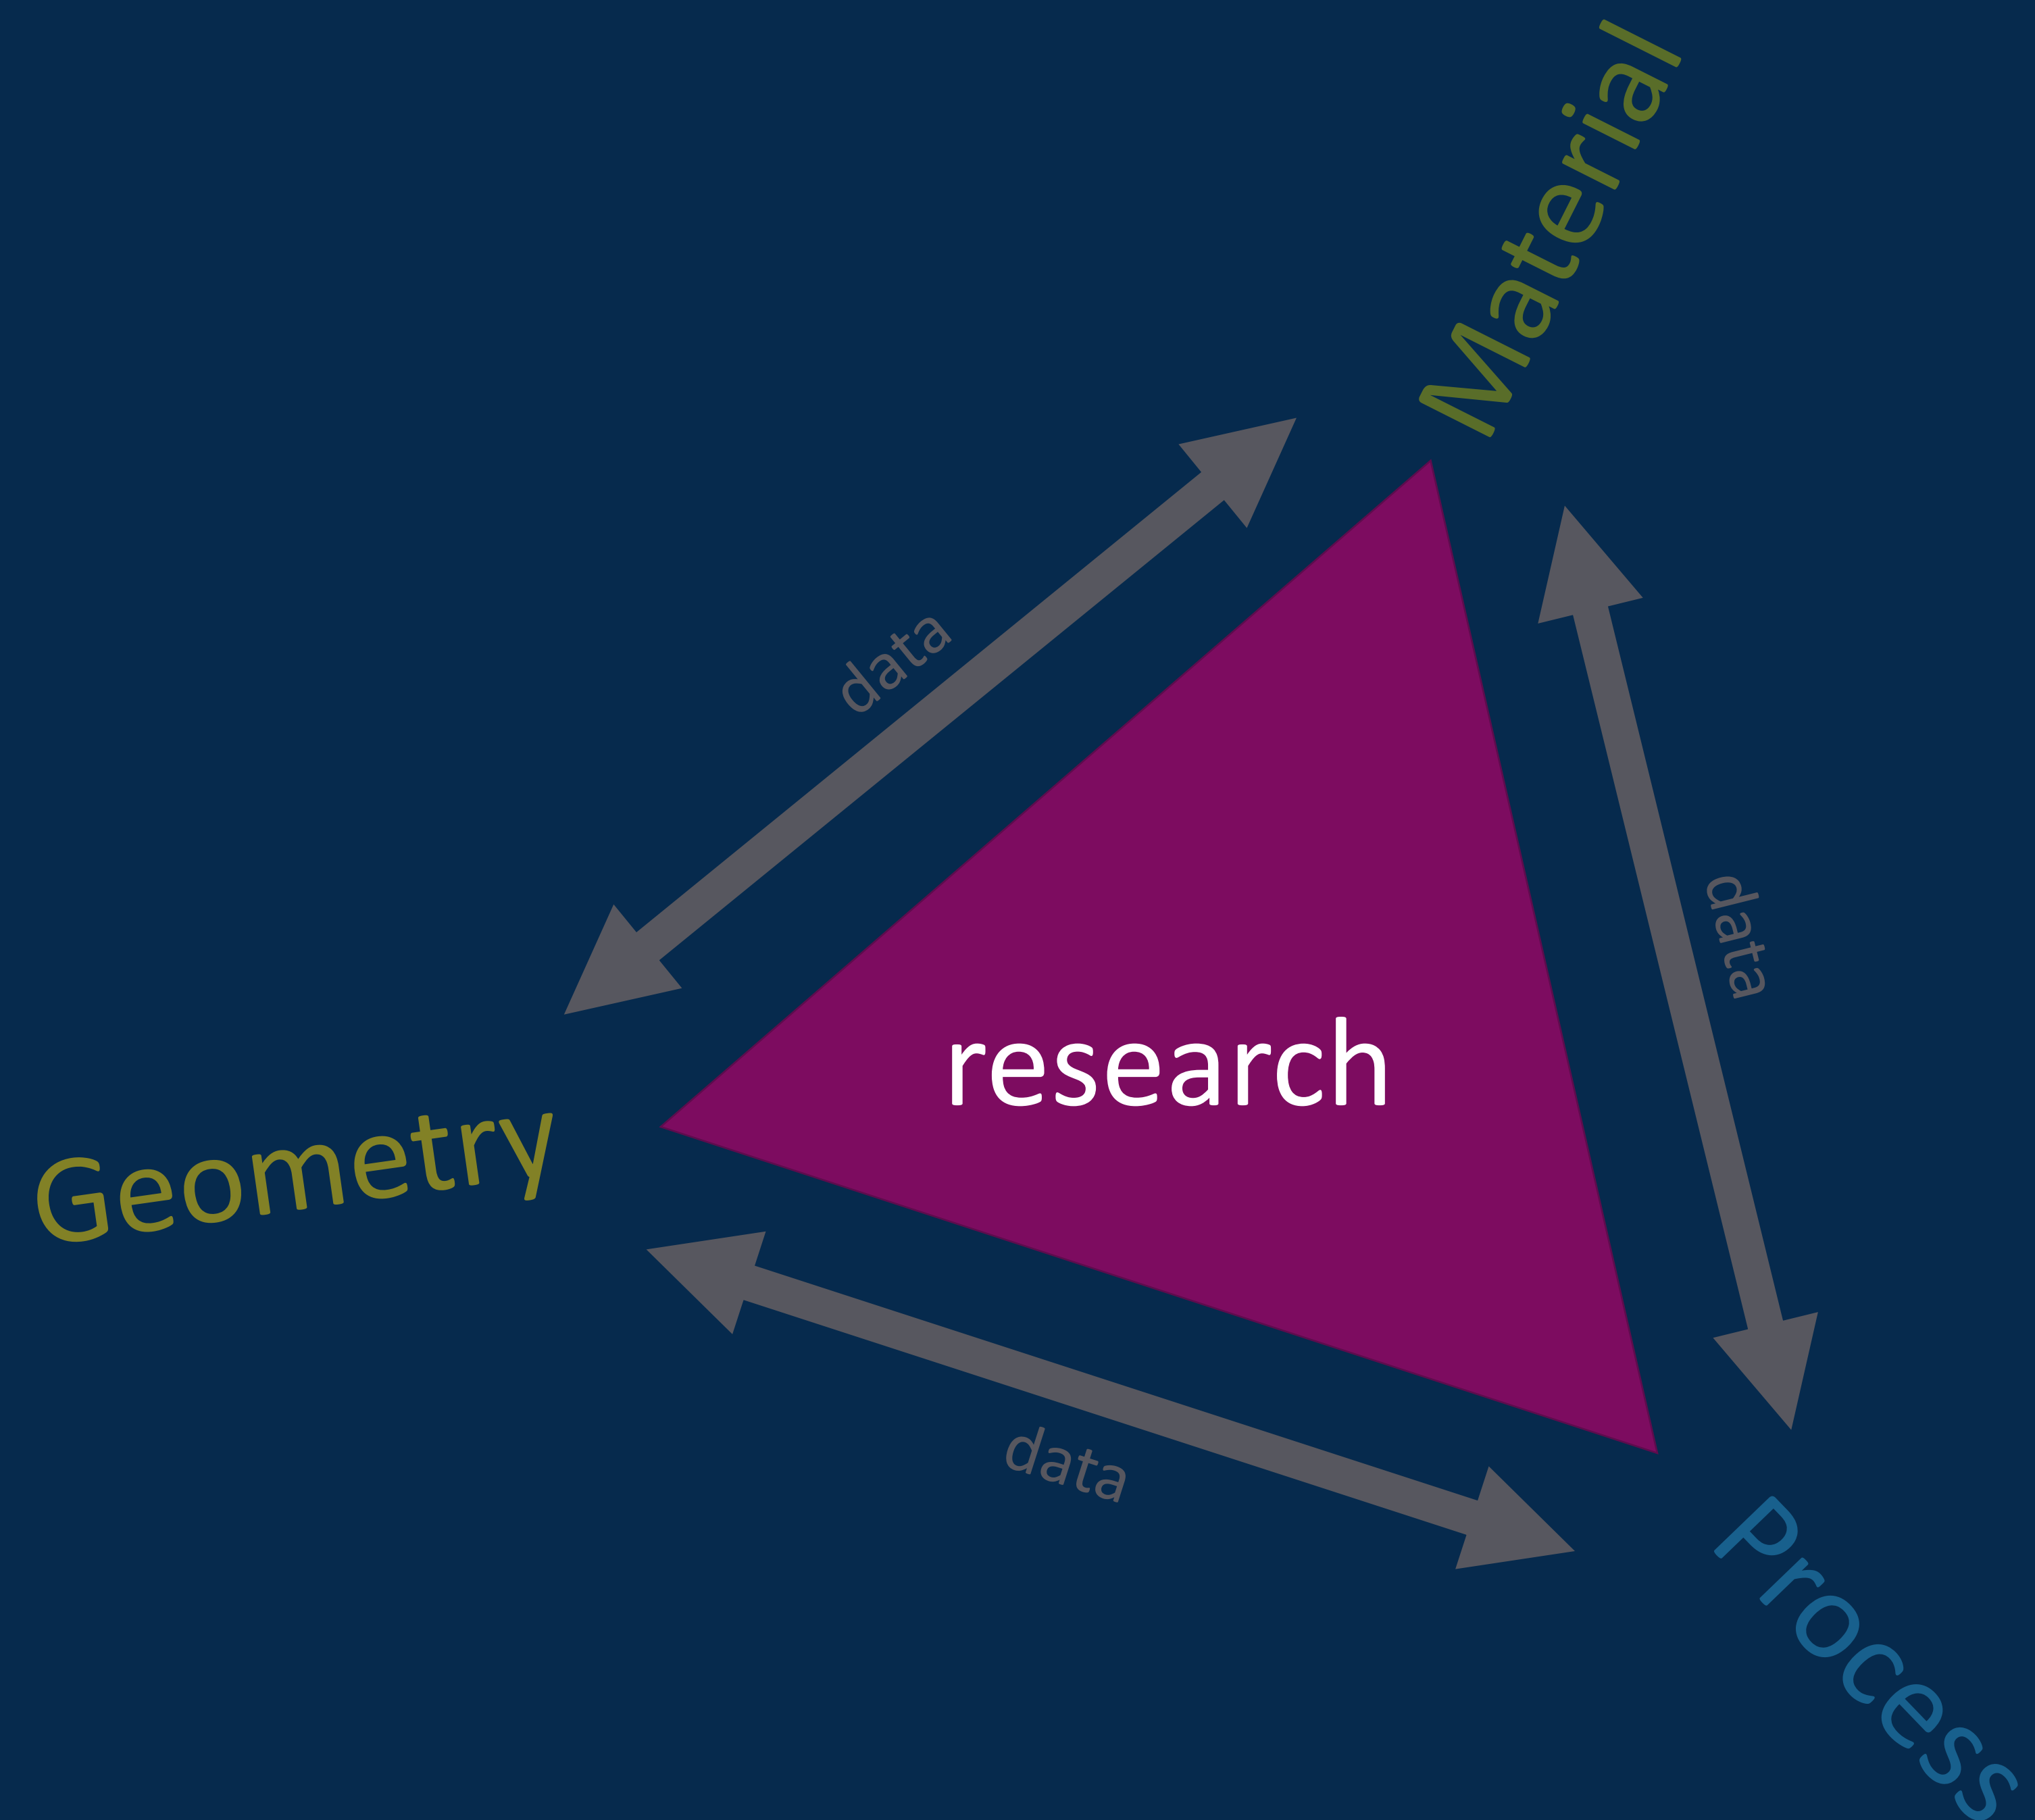 Material
data
data
research
Geometry
data
Process